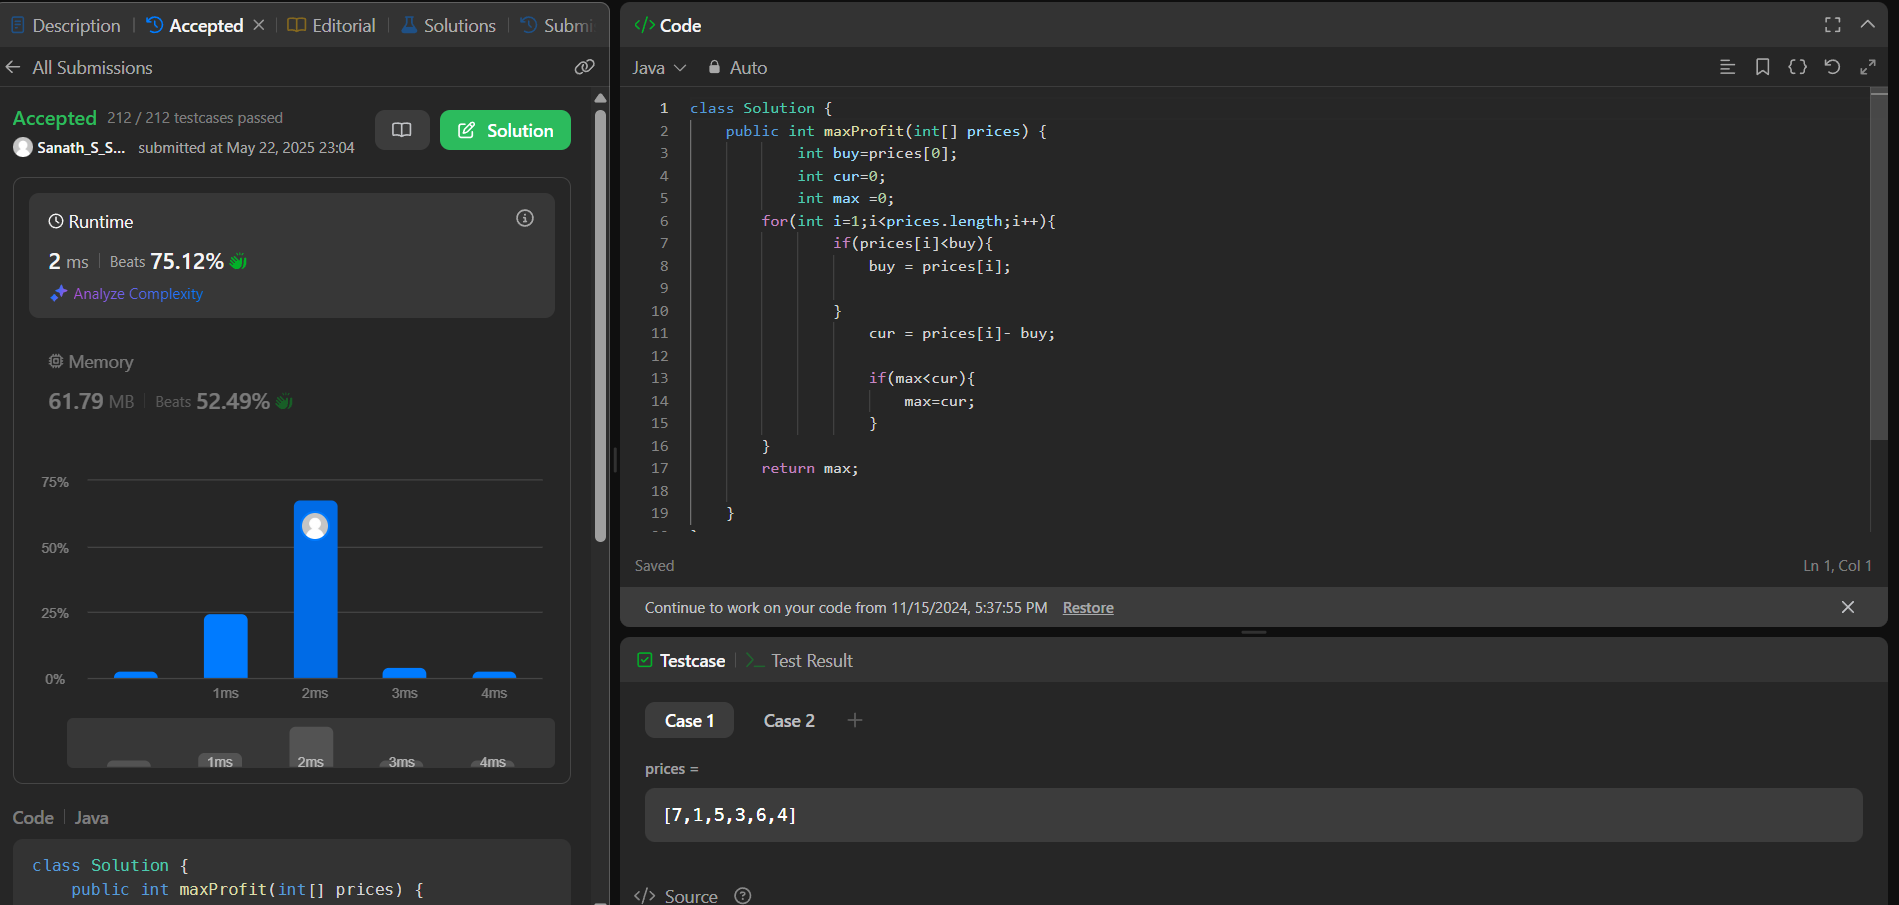 Description
Accepted
Editorial
Solutions
Submi
All Submissions
Accepted 212 / 212 testcases passed
Sanath_S_S... submitted at May 22, 2025 23:04
Solution
Runtime
2 ms Beats 75.12%
Analyze Complexity
Memory
61.79 MB Beats 52.49%
75%
50%
25%
0%
1ms 2ms 3ms 4ms
1ms 2ms 3ms 4ms
Code Java
class Solution {
public int maxProfit(int[] prices) {
</> Code
Java Auto
1 class Solution {
2 public int maxProfit(int[] prices) {
3 int buy=prices[0];
4 int cur=0;
5 int max =0;
6 for(int i=1;i<prices.length;i++){
7 if(prices[i]<buy){
8 buy = prices[i];
9
10 }
11 cur = prices[i]- buy;
12
13 if(max<cur){
14 max=cur;
15 }
16 }
17 return max;
18
19 }
Saved
Ln 1, Col 1
Continue to work on your code from 11/15/2024, 5:37:55 PM Restore
Testcase
Test Result
Case 1 Case 2 +
prices =
[7,1,5,3,6,4]
</> Source